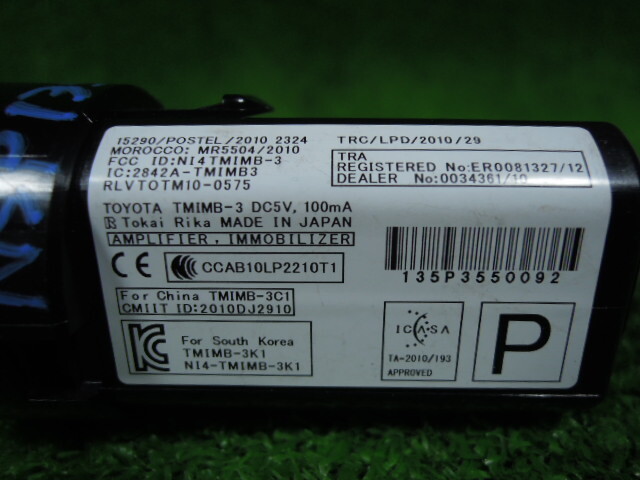 15290/POSTEL/2010 2324
MOROCCO: MR5504/2010
FCC ID:NI4TMIMB-3
IC:2842A-TMIMB3
RLVTOTM10-0575
TRC/LPD/2010/29
TRA
REGISTERED No:ER0081327/12
DEALER No:0034361/10
TOYOTA TMIMB-3 DC5V, 100mA
Tokai Rika MADE IN JAPAN
AMPLIFIER, IMMOBILIZER
CE
CCC CCAB10LP2210T1
135P3550092
For China TMIMB-3C1
CMIIT ID:2010DJ2910
KC
For South Korea
TMIMB-3K1
NI4-TMIMB-3K1
ICASA
TA-2010/193
APPROVED
P